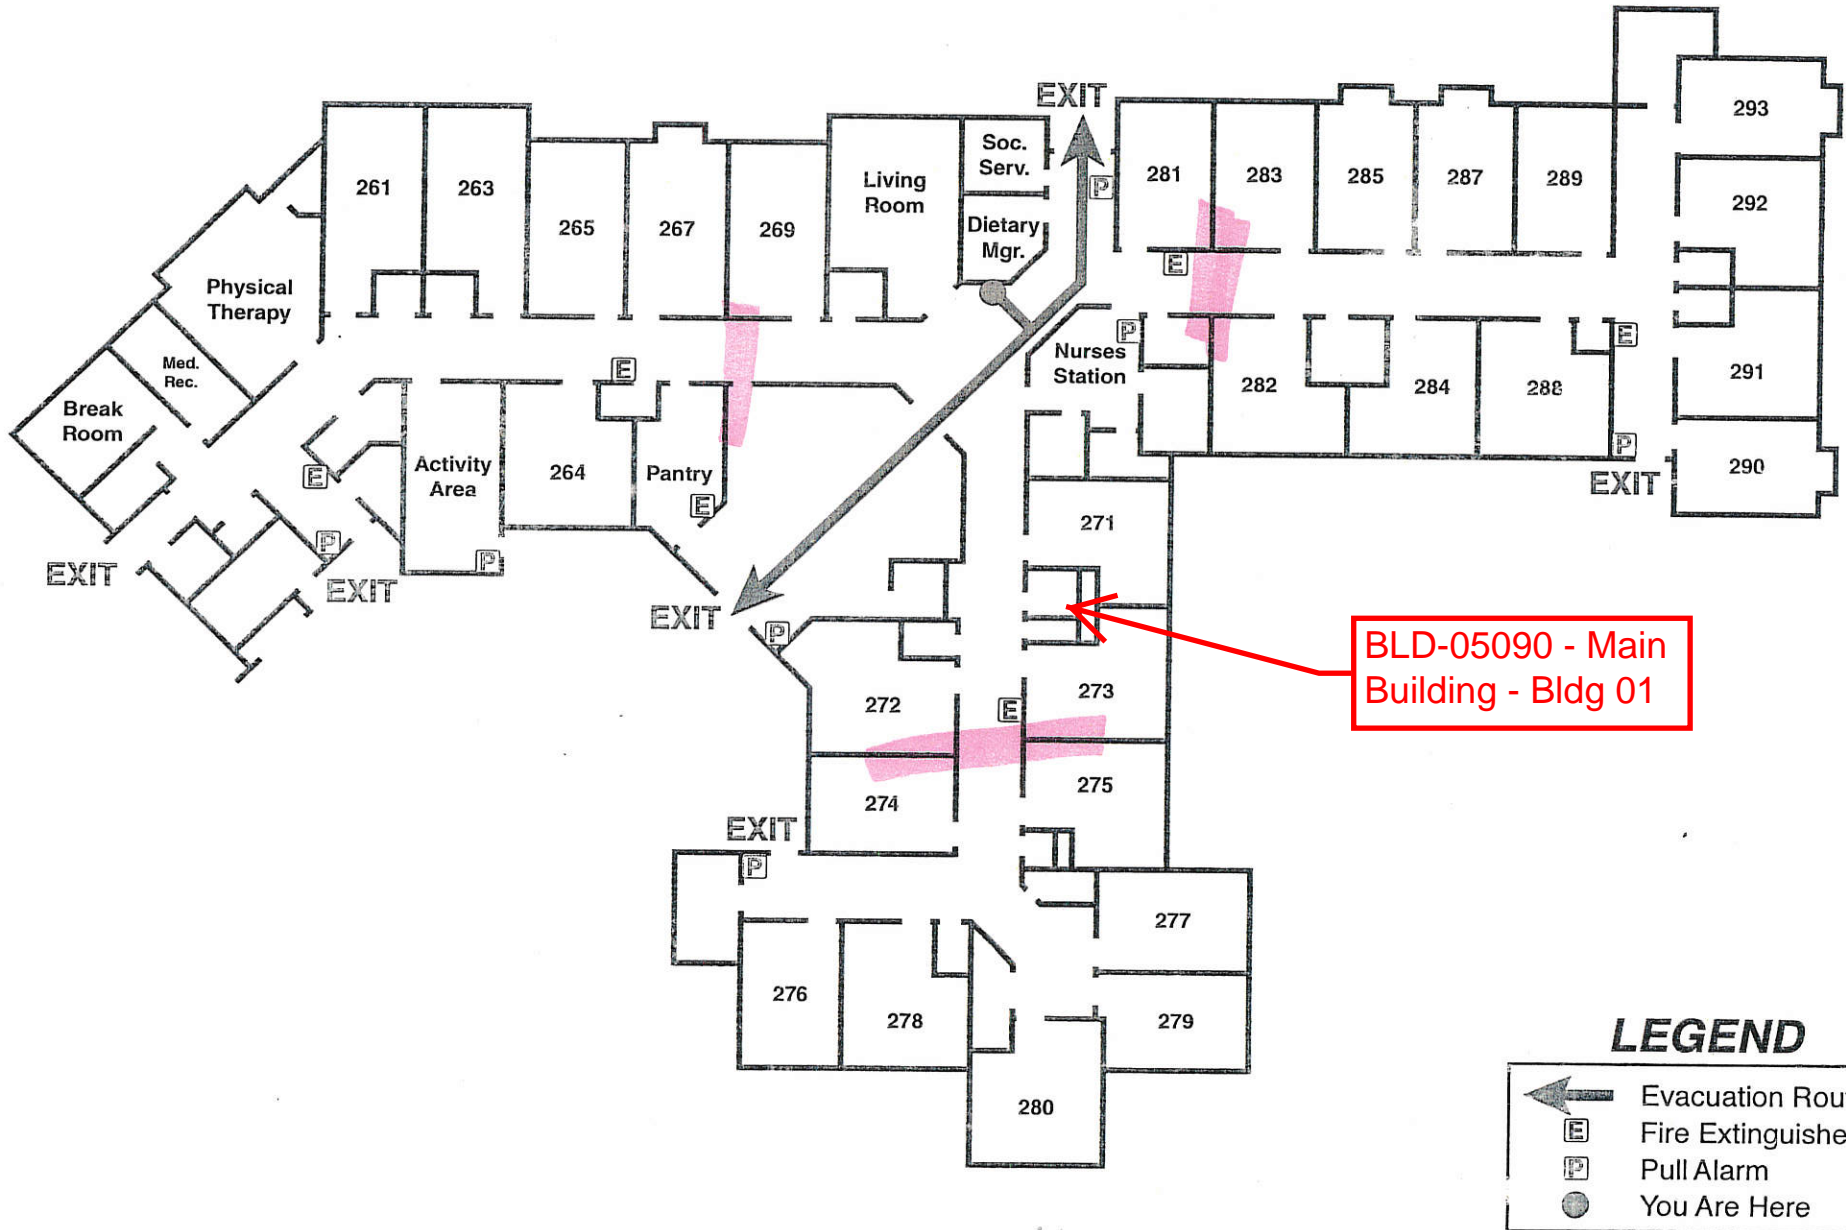 EXIT
293
Soc.
Serv.
261
263
Living
Room
281
283
285
287
289
292
265
267
269
Dietary
Mgr.
P
E
Physical
Therapy
P
E
Nurses
Station
Med.
Rec.
E
282
284
288
291
Break
Room
P
Activity
Area
264
Pantry
290
E
EXIT
E
271
P
P
EXIT
EXIT
EXIT
P
BLD-05090 - Main
Building - Bldg 01
272
E
273
274
275
EXIT
P
277
276
278
279
280
LEGEND
Evacuation Rou
E Fire Extinguishe
P Pull Alarm
You Are Here